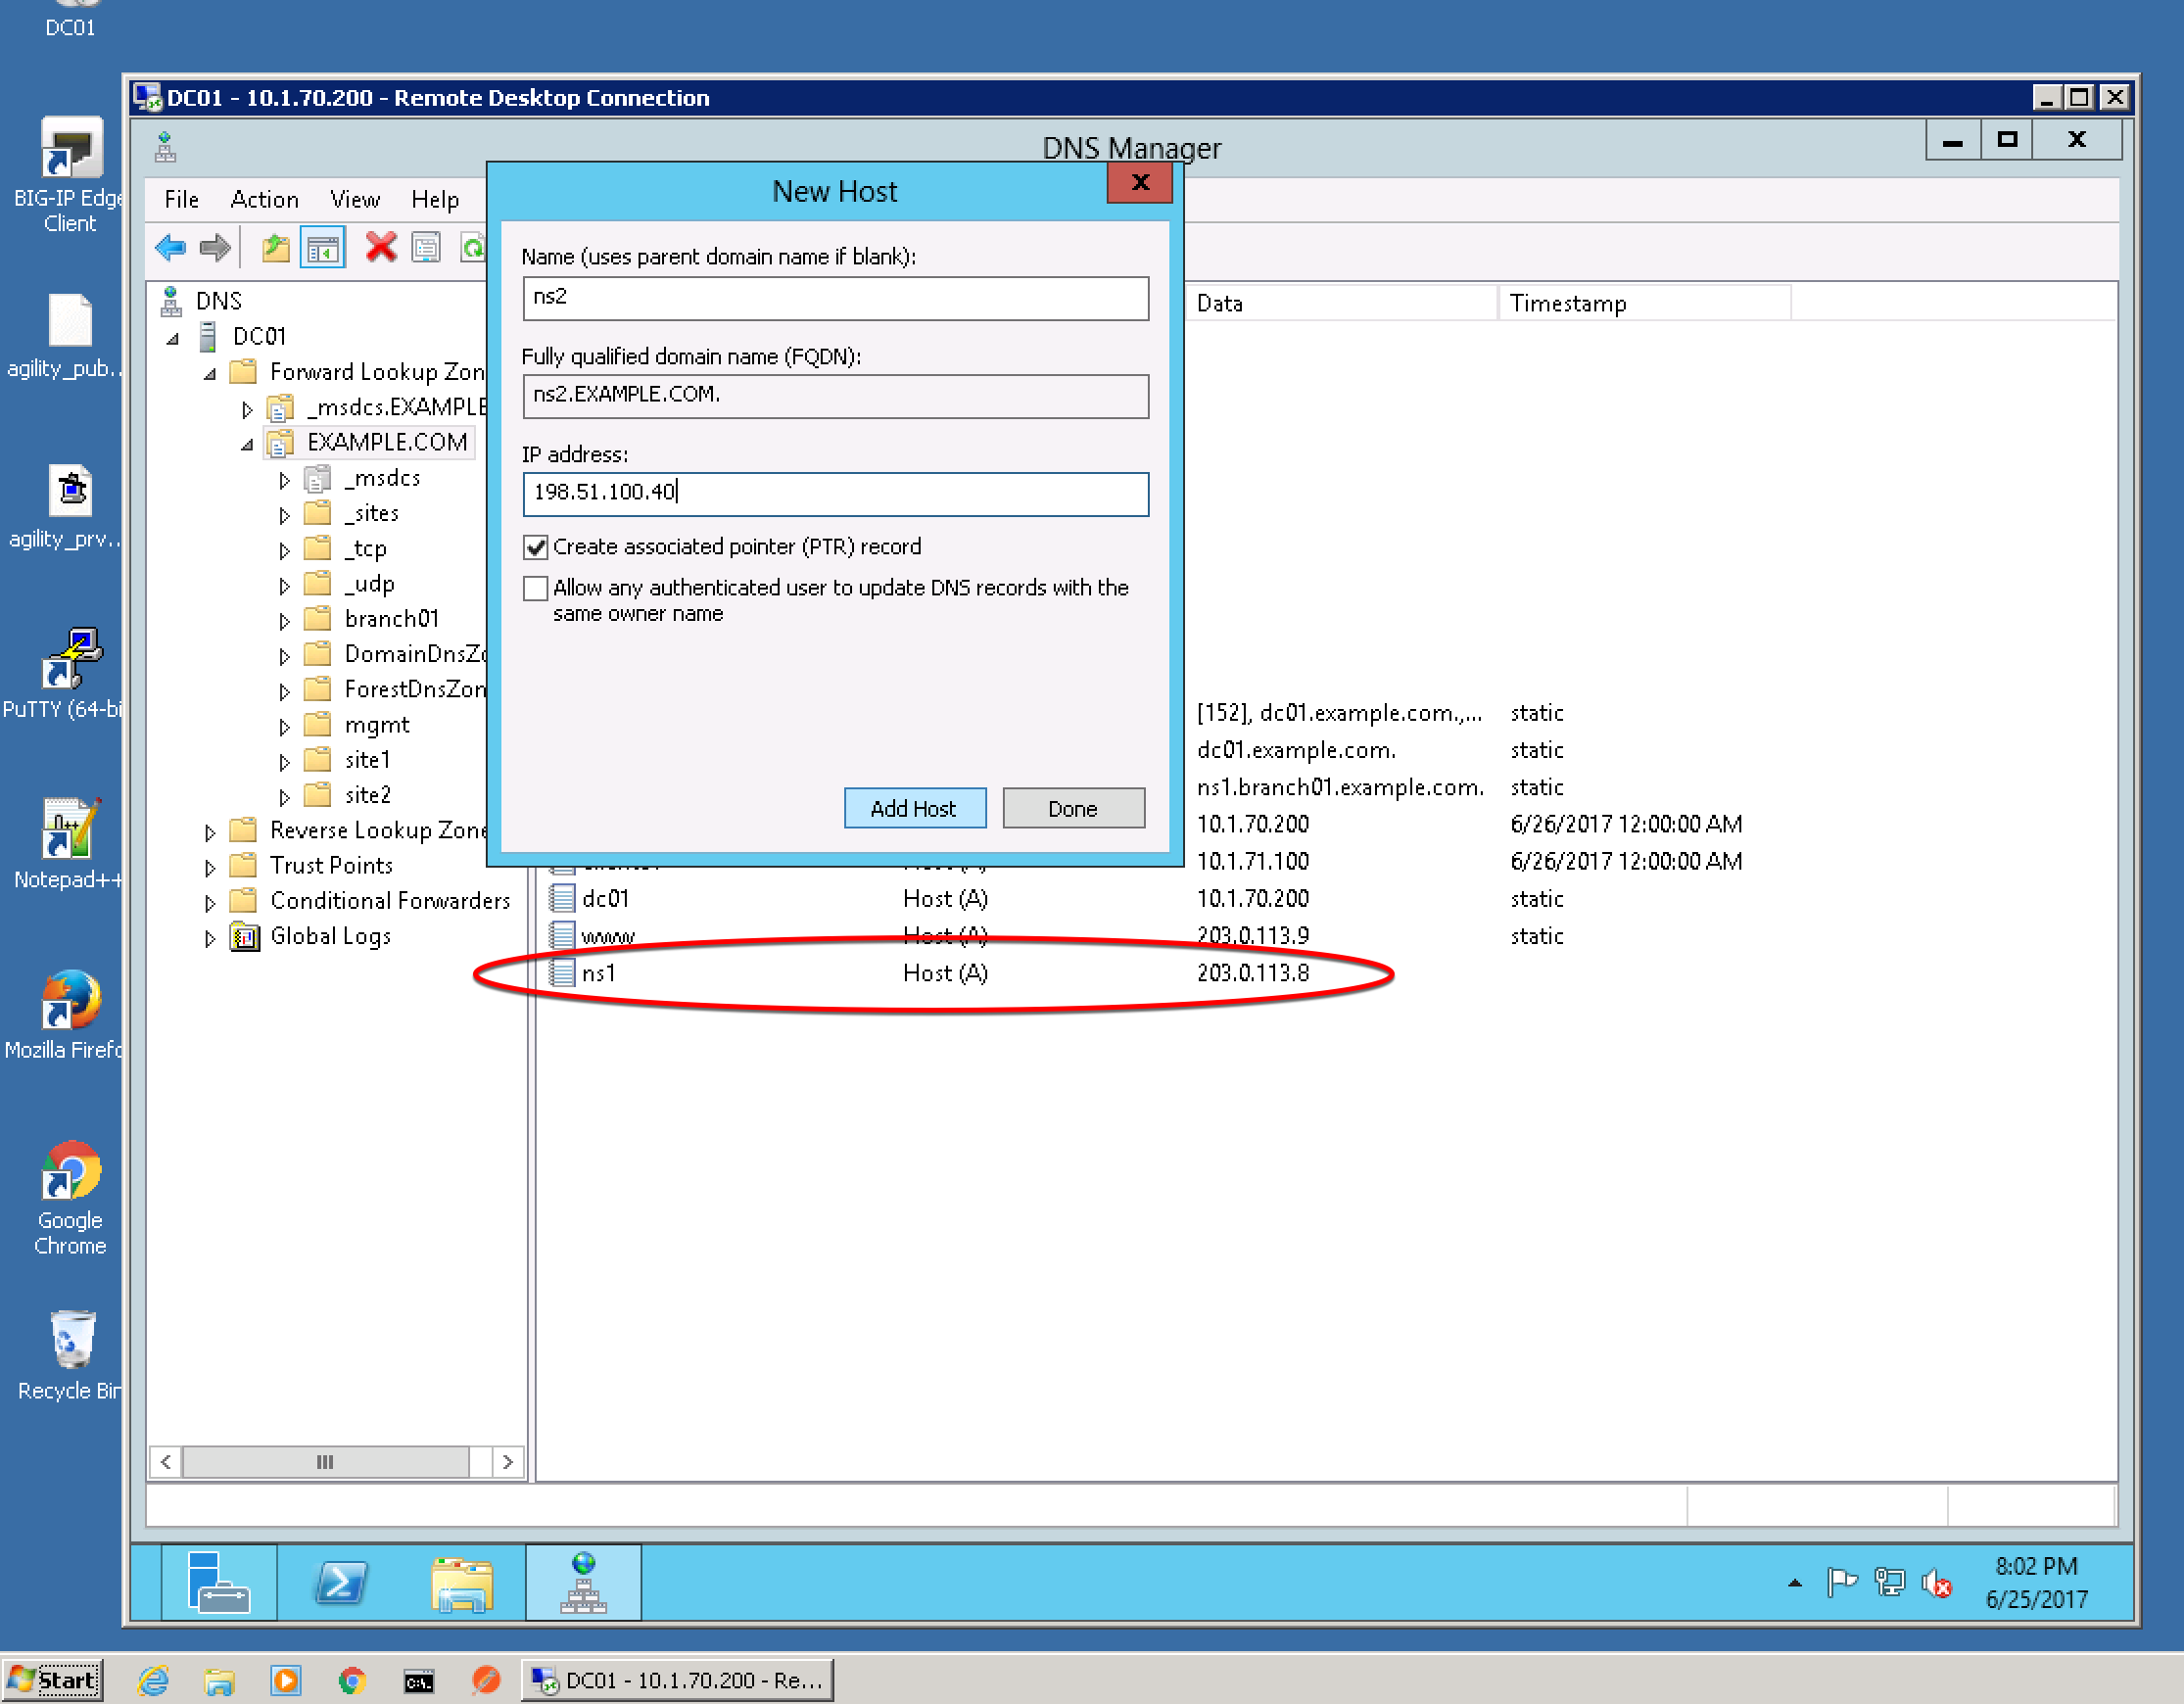 DC01
BIG-IP Edge
Client
agility_pub...
agility_prv...
PuTTY (64-bi
Notepad++
Mozilla Firefo
Google
Chrome
Recycle Bin
DC01 - 10.1.70.200 - Remote Desktop Connection
DNS Manager
File Action View Help
DNS
DC01
Forward Lookup Zon
_msdcs.EXAMPLE
EXAMPLE.COM
_msdcs
_sites
_tcp
_udp
branch01
DomainDnsZo
ForestDnsZon
mgmt
site1
site2
Reverse Lookup Zone
Trust Points
Conditional Forwarders
Global Logs
New Host
Name (uses parent domain name if blank):
ns2
Fully qualified domain name (FQDN):
ns2.EXAMPLE.COM.
IP address:
198.51.100.40
Create associated pointer (PTR) record
Allow any authenticated user to update DNS records with the
same owner name
Add Host Done
Data Timestamp
[152], dc01.example.com.,... static
dc01.example.com. static
ns1.branch01.example.com. static
10.1.70.200 6/26/2017 12:00:00 AM
10.1.71.100 6/26/2017 12:00:00 AM
dc01 Host (A) 10.1.70.200 static
www Host (A) 203.0.113.9 static
ns1 Host (A) 203.0.113.8
8:02 PM
6/25/2017
Start
C:\.
DC01 - 10.1.70.200 - Re...